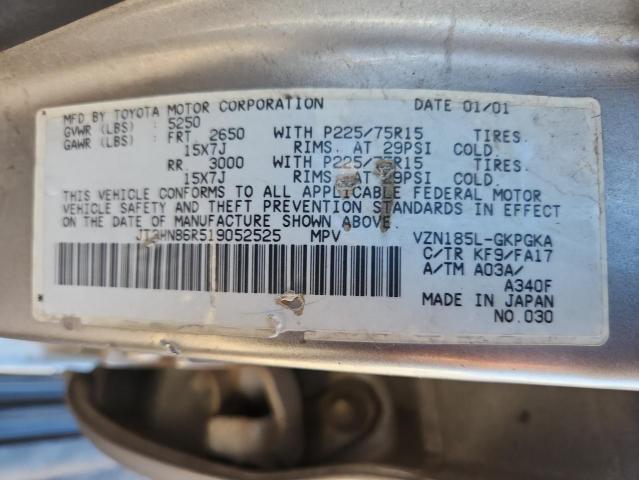 MFD BY TOYOTA MOTOR CORPORATION DATE 01/01
GVWR (LBS) : 5250
GAWR (LBS) : FRT 2650 WITH P225/75R15 TIRES
15X7J RIMS. AT 29PSI COLD
RR 3000 WITH P225/75R15 TIRES
15X7J RIMS. AT 29PSI COLD
THIS VEHICLE CONFORMS TO ALL APPLICABLE FEDERAL MOTOR
VEHICLE SAFETY AND THEFT PREVENTION STANDARDS IN EFFECT
ON THE DATE OF MANUFACTURE SHOWN ABOVE.
JT3HN86R519052525 MPV VZN185L-GKPGKA
C/TR KF9/FA17
A/TM A03A/
A340F
MADE IN JAPAN
NO.030